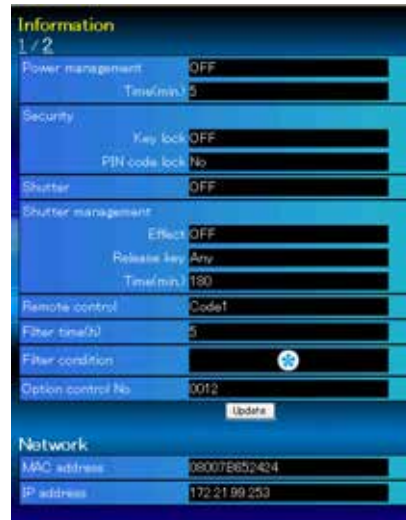 Information
1/2
Power management OFF
Time(min.) 5
Security
Key lock OFF
PIN code lock No
Shutter OFF
Shutter management
Effect OFF
Release key Any
Time(min.) 180
Remote control Code1
Filter time(h) 5
Filter condition
Option control No. 0012
Update
Network
MAC address 08007B652424
IP address 172.21.99.253